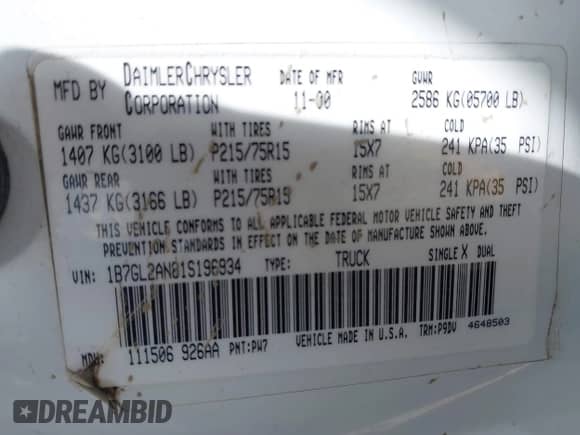 MFD BY DAIMLERCHRYSLER CORPORATION DATE OF MFR 11-00 GVWR 2586 KG(05700 LB)
GAWR FRONT WITH TIRES RIMS AT COLD
1407 KG(3100 LB) P215/75R15 15X7 241 KPA(35 PSI)
GAWR REAR WITH TIRES RIMS AT COLD
1437 KG(3166 LB) P215/75R15 15X7 241 KPA(35 PSI)
THIS VEHICLE CONFORMS TO ALL APPLICABLE FEDERAL MOTOR VEHICLE SAFETY AND THEFT
PREVENTION STANDARDS IN EFFECT ON THE DATE OF MANUFACTURE SHOWN ABOVE.
VIN: 1B7GL2AN81S196934 TYPE: TRUCK SINGLE X DUAL
MDH: 111506 926AA PNT:PW7 VEHICLE MADE IN U.S.A. TRM:P9DV 4648503
DREAMBID